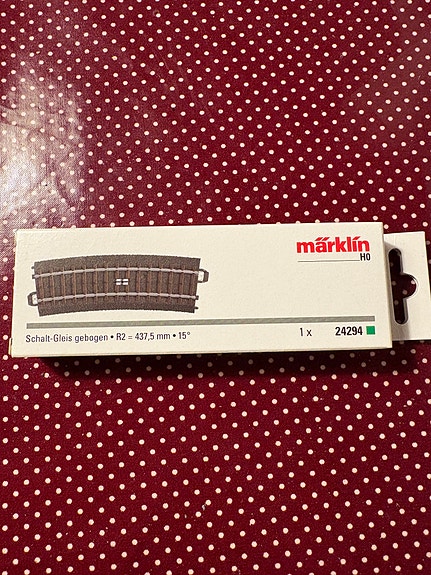 märklin
H0
Schalt-Gleis gebogen • R2 = 437,5 mm • 15° 1 x 24294